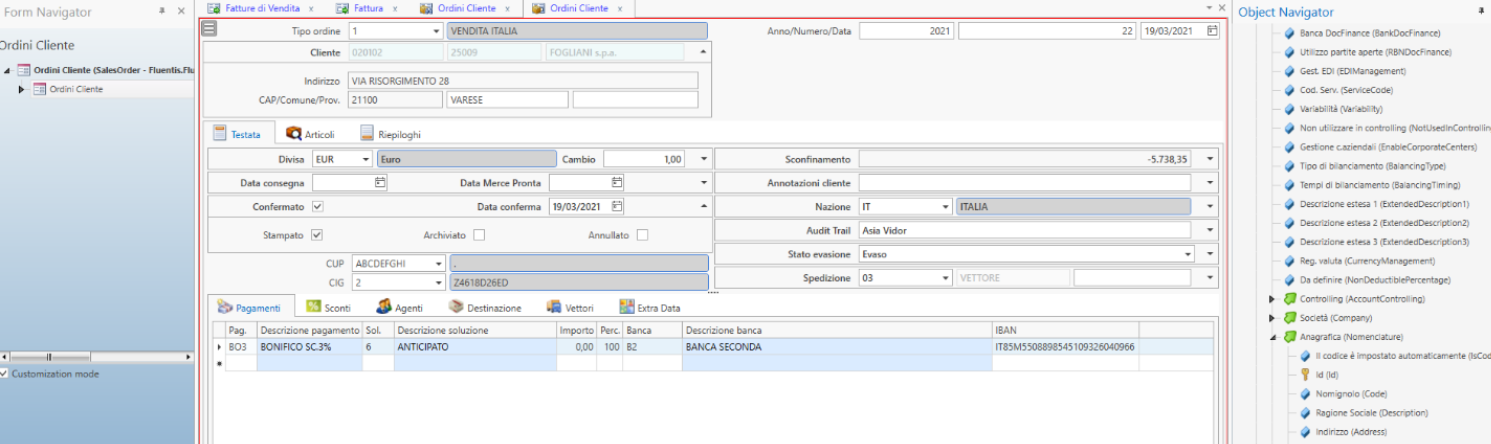 Form Navigator
Ordini Cliente
Ordini Cliente (SalesOrder - Fluentis.Flu
Ordini Cliente
Customization mode
Fatture di Vendita x Fattura x Ordini Cliente x Ordini Cliente x
Tipo ordine 1 VENDITA ITALIA Anno/Numero/Data 2021 22 19/03/2021
Cliente 020102 25009 FOGLIANI s.p.a.
Indirizzo VIA RISORGIMENTO 28
CAP/Comune/Prov. 21100 VARESE
Testata Articoli Riepiloghi
Divisa EUR Euro Cambio 1,00 Sconfinamento -5.738,35
Data consegna Data Merce Pronta Annotazioni cliente
Confermato Data conferma 19/03/2021 Nazione IT ITALIA
Stampato Archiviato Annullato Audit Trail Asia Vidor
Stato evasione Evaso
CUP ABCDEFGHI . Spedizione 03 VETTORE
CIG 2 Z4618D26ED
Pagamenti Sconti Agenti Destinazione Vettori Extra Data
Pag. Descrizione pagamento Sol. Descrizione soluzione Importo Perc. Banca Descrizione banca IBAN
BO3 BONIFICO SC.3% 6 ANTICIPATO 0,00 100 B2 BANCA SECONDA IT85M5508898545109326040966
Object Navigator
Banca DocFinance (BankDocFinance)
Utilizzo partite aperte (RBNDocFinance)
Gest. EDI (EDIManagement)
Cod. Serv. (ServiceCode)
Variabilità (Variability)
Non utilizzare in controlling (NotUsedInControllin
Gestione c.aziendali (EnableCorporateCenters)
Tipo di bilanciamento (BalancingType)
Tempi di bilanciamento (BalancingTiming)
Descrizione estesa 1 (ExtendedDescription1)
Descrizione estesa 2 (ExtendedDescription2)
Descrizione estesa 3 (ExtendedDescription3)
Reg. valuta (CurrencyManagement)
Da definire (NonDeductiblePercentage)
Controlling (AccountControlling)
Società (Company)
Anagrafica (Nomenclature)
Il codice é impostato automaticamente (IsCod
Id (Id)
Nomignolo (Code)
Ragione Sociale (Description)
Indirizzo (Address)